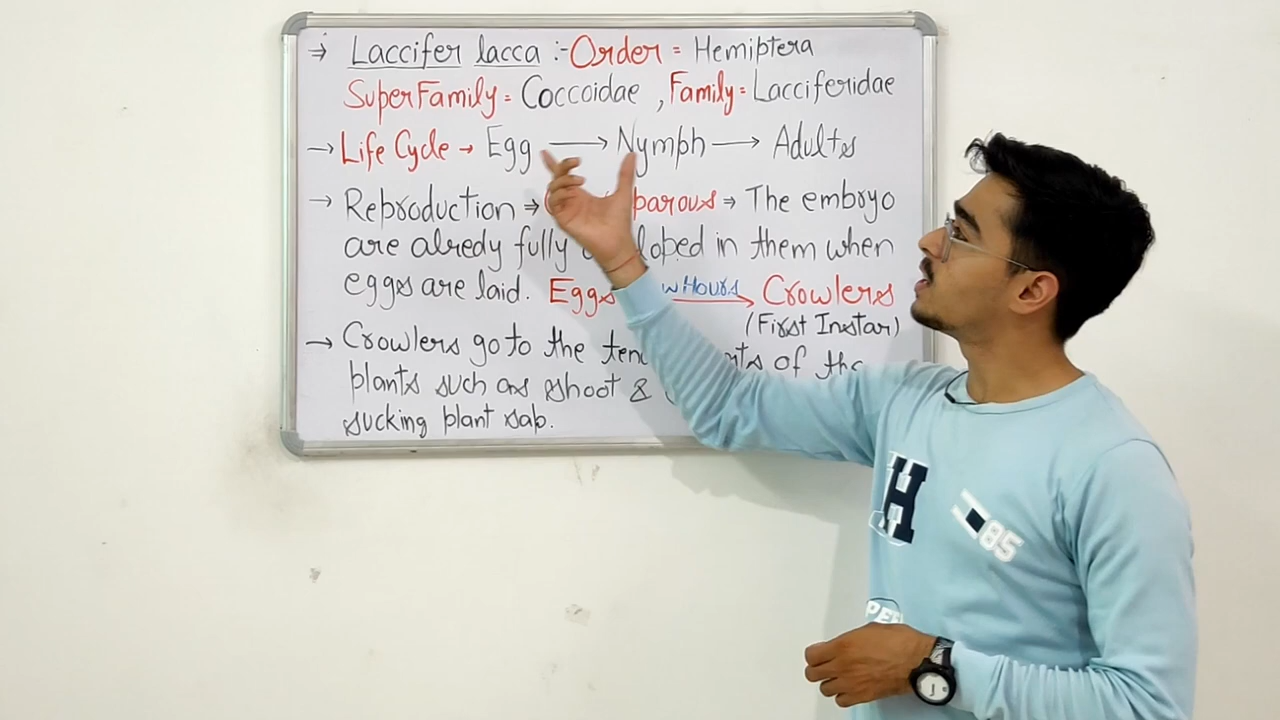 ⇒ Laccifer lacca :- Order = Hemiptera
SuperFamily = Coccoidae , Family = Lacciferidae
→ Life Cycle → Egg → Nymph → Adults
→ Reproduction ⇒ parous → The embryo
are alredy fully loped in them when
eggs are laid. Eggs wHours Crowlers
(First Instar)
→ Crowlers go to the of the
plants such as shoot &
sucking plant sap.
H
85